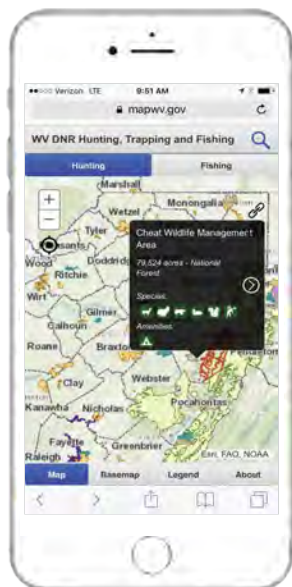 Verizon LTE 9:51 AM
mapwv.gov
WV DNR Hunting, Trapping and Fishing
Hunting Fishing
Marshall
Wetzel Monongalia
Tyler
Pleasants Doddridge
Wood
Ritchie
Wirt
Gilmer
Calhoun
Roane Braxton
Clay
Webster
Pendleton
Kanawha Nicholas
Pocahontas
Fayette
Greenbrier
Raleigh
Cheat Wildlife Management Area
79,524 acres - National Forest
Species:
Amenities
Esri, FAO, NOAA
Map Basemap Legend About